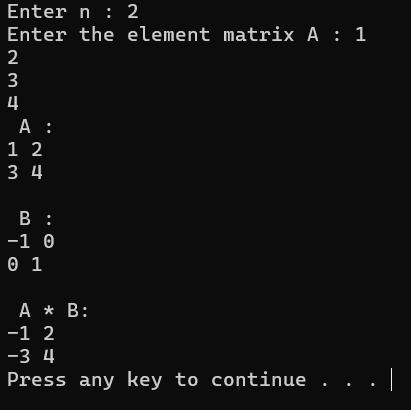 Enter n : 2
Enter the element matrix A : 1
2
3
4
 A :
1 2
3 4

 B :
-1 0
0 1

 A * B:
-1 2
-3 4
Press any key to continue . . .